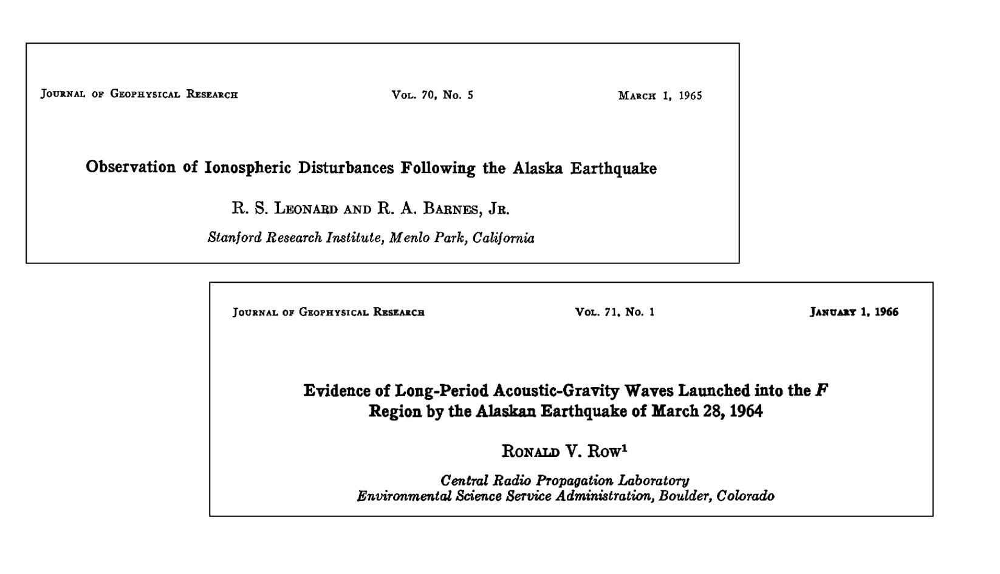 Journal of Geophysical Research Vol. 70, No. 5 March 1, 1965
Observation of Ionospheric Disturbances Following the Alaska Earthquake
R. S. Leonard and R. A. Barnes, Jr.
Stanford Research Institute, Menlo Park, California
Journal of Geophysical Research Vol. 71, No. 1 January 1, 1966
Evidence of Long-Period Acoustic-Gravity Waves Launched into the F
Region by the Alaskan Earthquake of March 28, 1964
Ronald V. Row¹
Central Radio Propagation Laboratory
Environmental Science Service Administration, Boulder, Colorado